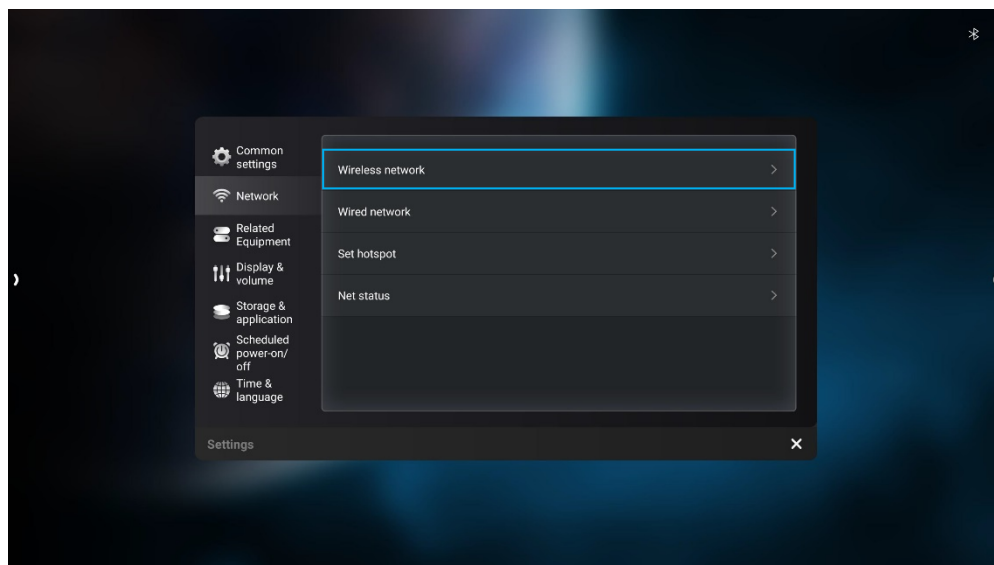 Common
settings
Network
Related
Equipment
Display &
volume
Storage &
application
Scheduled
power-on/
off
Time &
language
Wireless network
Wired network
Set hotspot
Net status
Settings